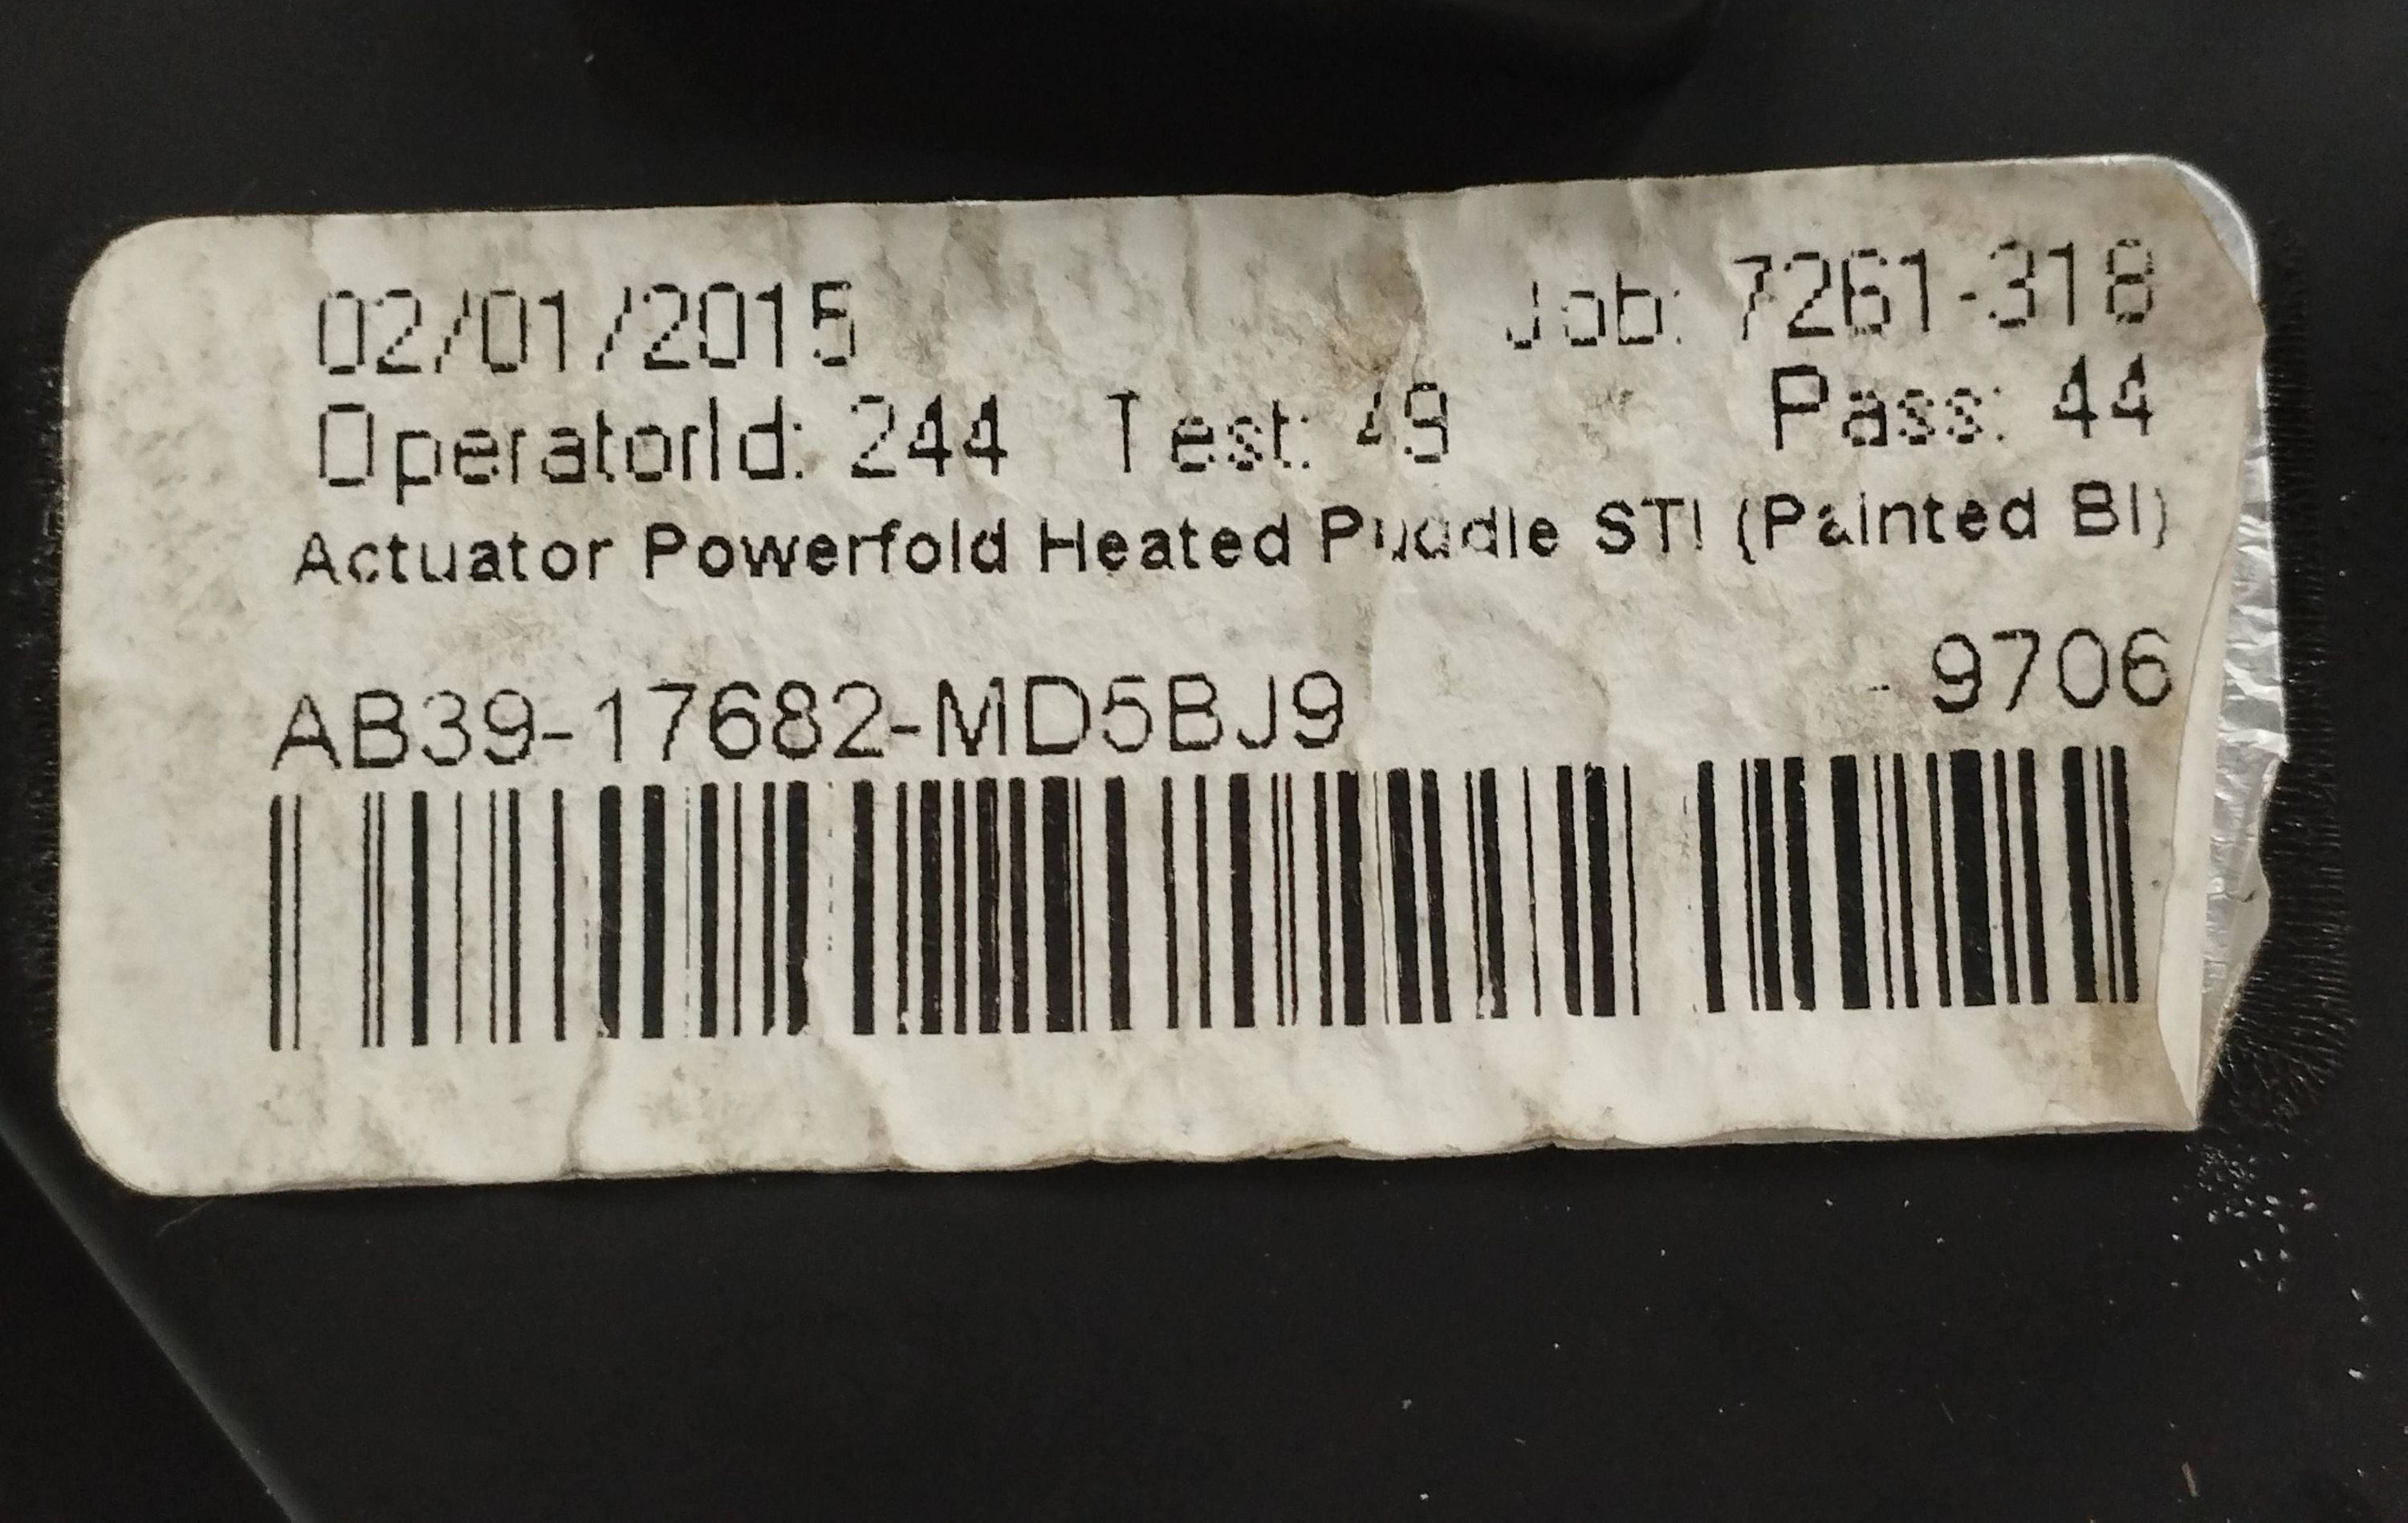 02/01/2015 Job: 7261-318
OperatorId: 244 Test: 49 Pass: 44
Actuator Powerfold Heated Puddle STI (Painted Bl)
AB39-17682-MD5BJ9 - 9706